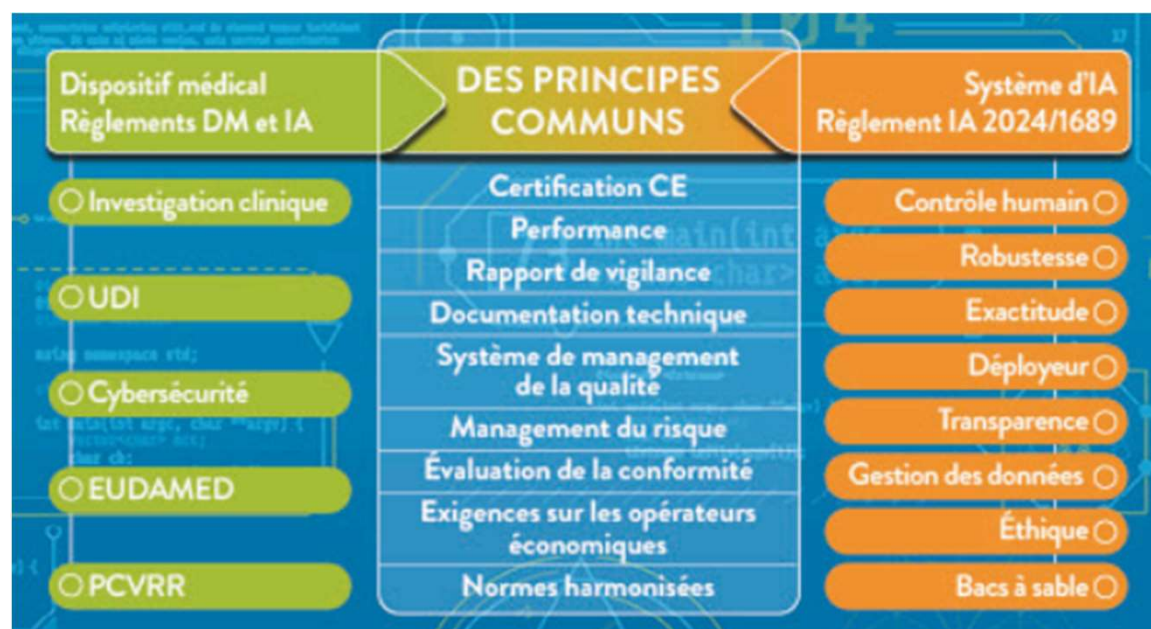 Dispositif médical
Règlements DM et IA
DES PRINCIPES
COMMUNS
Système d'IA
Règlement IA 2024/1689
Investigation clinique
UDI
Cybersécurité
EUDAMED
PCVRR
Certification CE
Performance
Rapport de vigilance
Documentation technique
Système de management
de la qualité
Management du risque
Évaluation de la conformité
Exigences sur les opérateurs
économiques
Normes harmonisées
Contrôle humain
Robustesse
Exactitude
Déployeur
Transparence
Gestion des données
Éthique
Bacs à sable